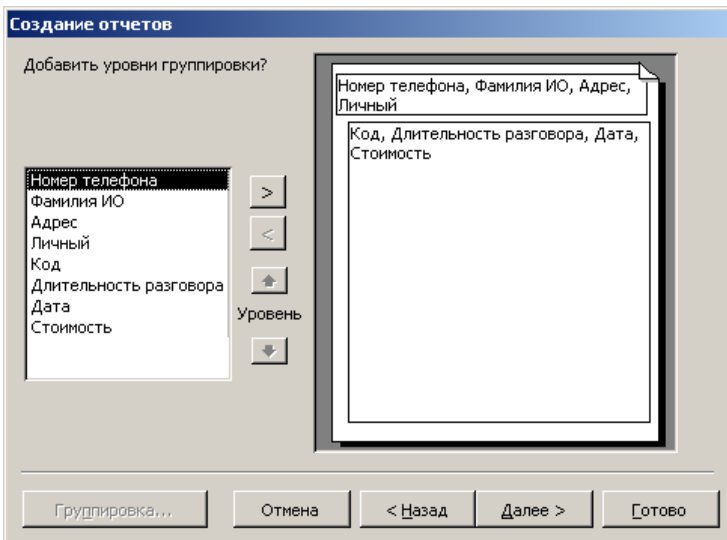 Создание отчетов
Добавить уровни группировки?
Номер телефона
Фамилия ИО
Адрес
Личный
Код
Длительность разговора
Дата
Стоимость
>
<
Уровень
Номер телефона, Фамилия ИО, Адрес,
Личный
Код, Длительность разговора, Дата,
Стоимость
Группировка...
Отмена
< Назад
Далее >
Готово